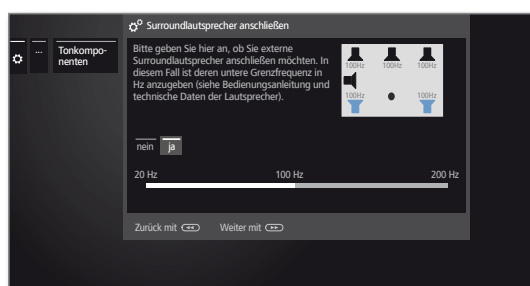 Surroundlautsprecher anschließen
...
Tonkompo-
nenten
Bitte geben Sie hier an, ob Sie externe
Surroundlautsprecher anschließen möchten. In
diesem Fall ist deren untere Grenzfrequenz in
Hz anzugeben (siehe Bedienungsanleitung und
technische Daten der Lautsprecher).
100Hz 100Hz 100Hz
100Hz 100Hz
nein ja
20 Hz 100 Hz 200 Hz
Zurück mit Weiter mit